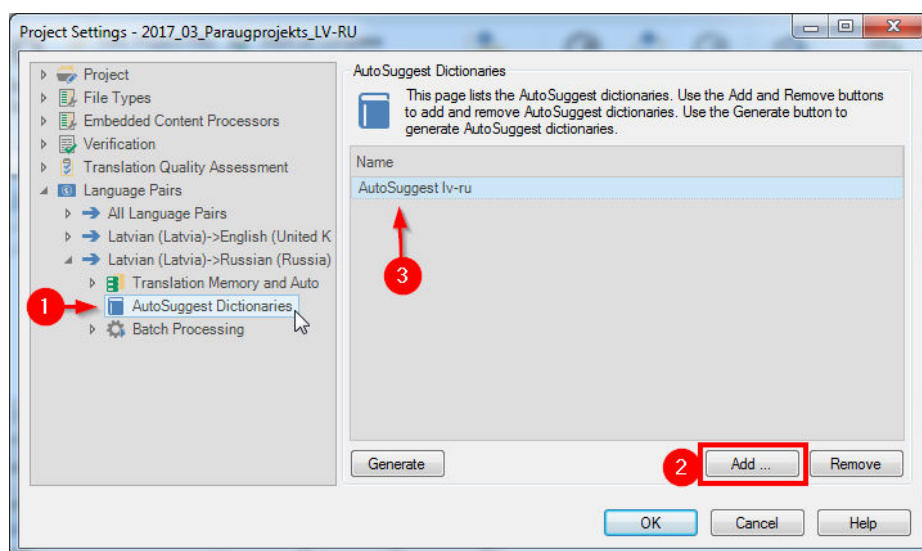 Project Settings - 2017_03_Paraugprojekts_LV-RU
Project
File Types
Embedded Content Processors
Verification
Translation Quality Assessment
Language Pairs
All Language Pairs
Latvian (Latvia)->English (United K
Latvian (Latvia)->Russian (Russia)
Translation Memory and Auto
1
AutoSuggest Dictionaries
Batch Processing
AutoSuggest Dictionaries
This page lists the AutoSuggest dictionaries. Use the Add and Remove buttons
to add and remove AutoSuggest dictionaries. Use the Generate button to
generate AutoSuggest dictionaries.
Name
AutoSuggest lv-ru
3
Generate
2
Add ...
Remove
OK
Cancel
Help